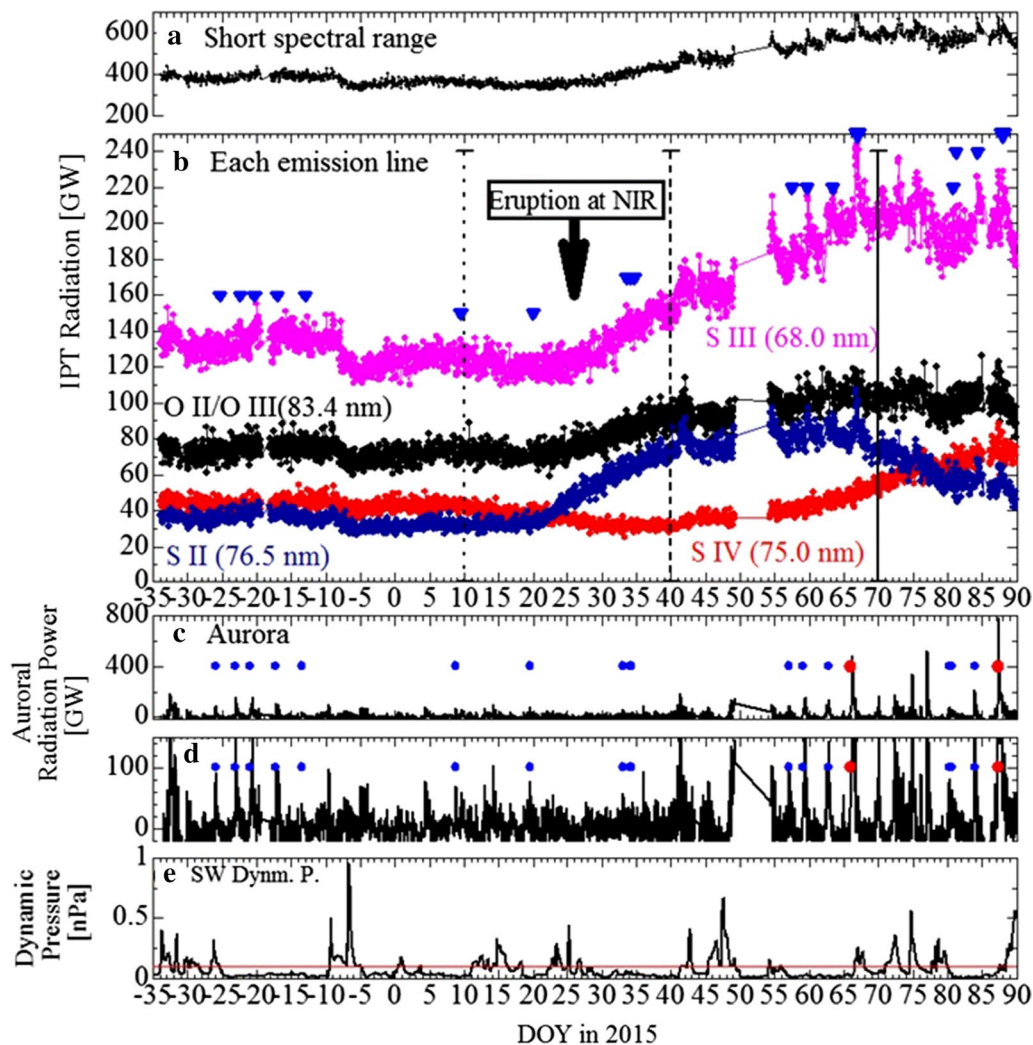 600
400
200
a Short spectral range
IPT Radiation [GW]
240
220
200
180
160
140
120
100
80
60
40
20
0
b Each emission line
Eruption at NIR
S III (68.0 nm)
O II/O III(83.4 nm)
S II (76.5 nm)
S IV (75.0 nm)
-35 -30 -25 -20 -15 -10 -5 0 5 10 15 20 25 30 35 40 45 50 55 60 65 70 75 80 85 90
Auroral
Radiation Power
[GW]
800
400
0
c Aurora
100
0
d
Dynamic
Pressure
[nPa]
1
0.5
0
e SW Dynm. P.
-35 -30 -25 -20 -15 -10 -5 0 5 10 15 20 25 30 35 40 45 50 55 60 65 70 75 80 85 90
DOY in 2015